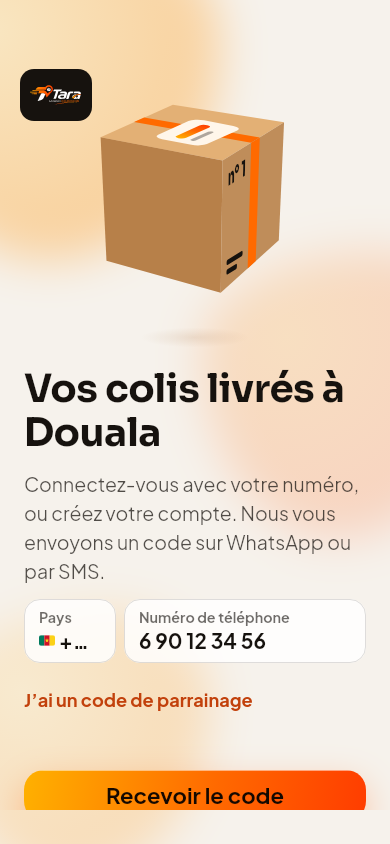 Tara
n°1
Vos colis livrés à
Douala
Connectez-vous avec votre numéro,
ou créez votre compte. Nous vous
envoyons un code sur WhatsApp ou
par SMS.
Pays
+...
Numéro de téléphone
6 90 12 34 56
J’ai un code de parrainage
Recevoir le code